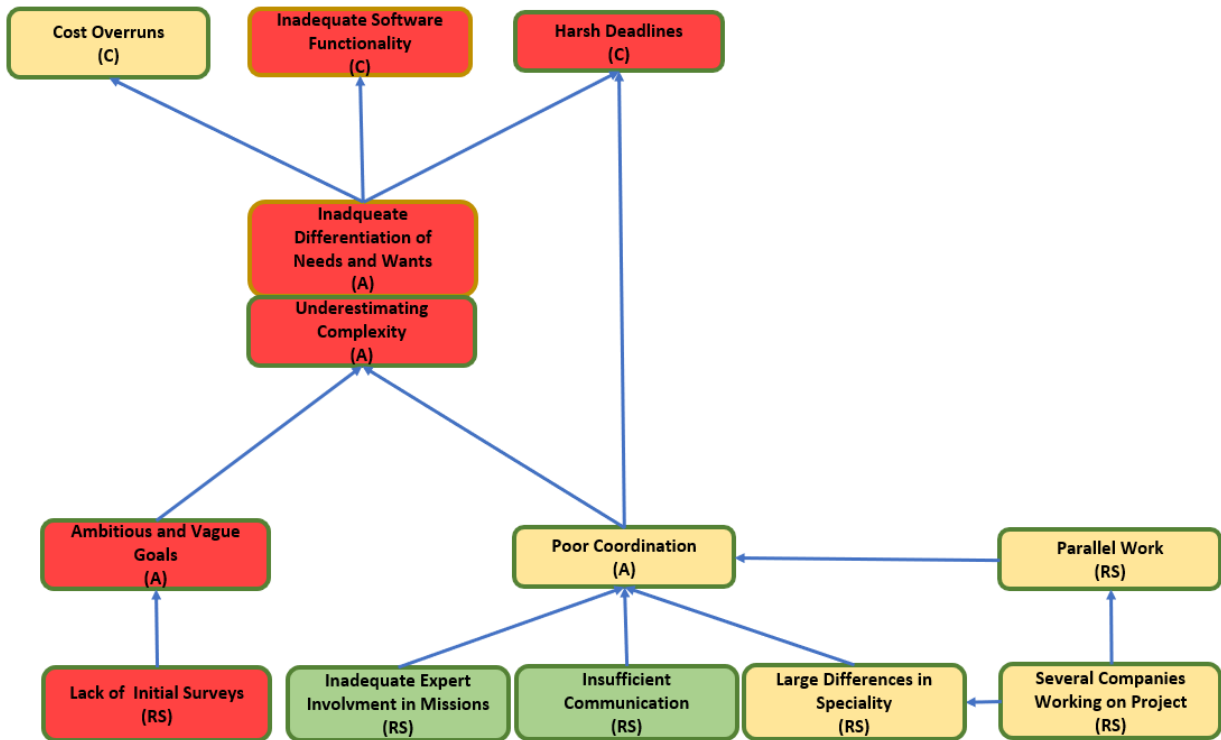 Cost Overruns
(C)
Inadequate Software
Functionality
(C)
Harsh Deadlines
(C)
Inadqueate
Differentiation of
Needs and Wants
(A)
Underestimating
Complexity
(A)
Ambitious and Vague
Goals
(A)
Poor Coordination
(A)
Parallel Work
(RS)
Lack of Initial Surveys
(RS)
Inadequate Expert
Involvment in Missions
(RS)
Insufficient
Communication
(RS)
Large Differences in
Speciality
(RS)
Several Companies
Working on Project
(RS)